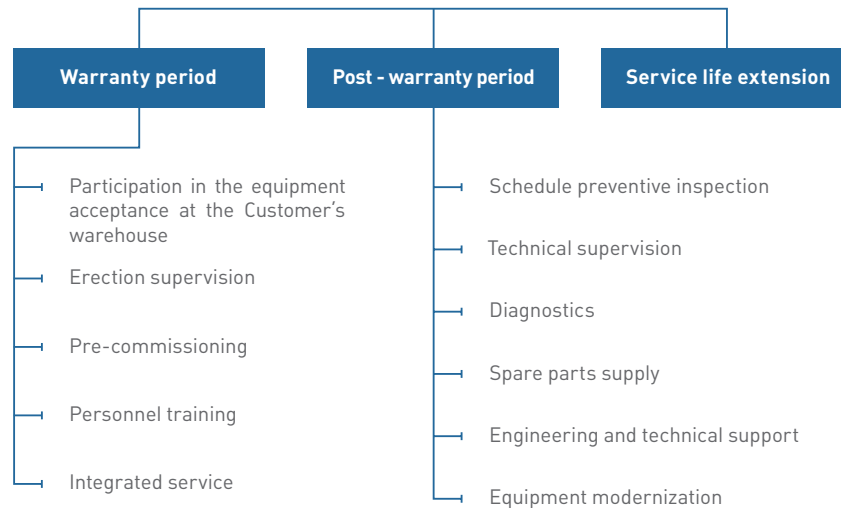 Warranty period
Post - warranty period
Service life extension
Participation in the equipment
acceptance at the Customer's
warehouse
Erection supervision
Pre-commissioning
Personnel training
Integrated service
Schedule preventive inspection
Technical supervision
Diagnostics
Spare parts supply
Engineering and technical support
Equipment modernization